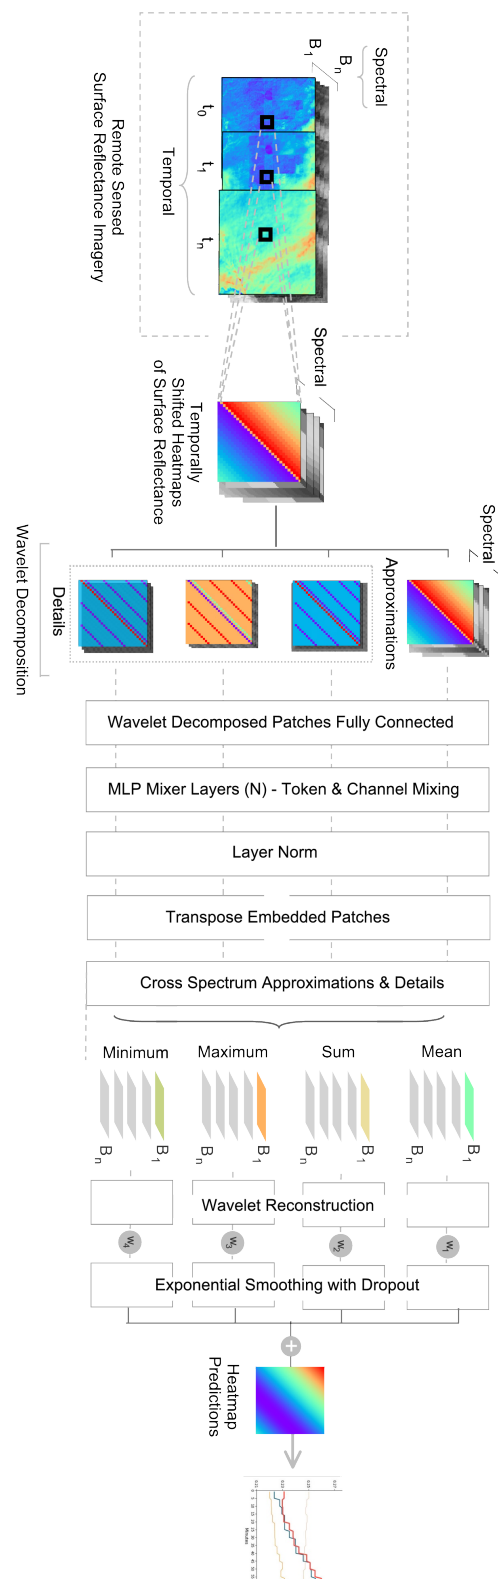 Spectral
B1
Bn
t0
t1
tn
Temporal
Remote Sensed
Surface Reflectance Imagery
Spectral
Temporally
Shifted Heatmaps
of Surface Reflectance
Spectral
Approximations
Details
Wavelet Decomposition
Wavelet Decomposed Patches Fully Connected
MLP Mixer Layers (N) - Token & Channel Mixing
Layer Norm
Transpose Embedded Patches
Cross Spectrum Approximations & Details
Minimum
Maximum
Sum
Mean
Bn
B1
Bn
B1
Bn
B1
Bn
B1
Wavelet Reconstruction
w4
w3
w2
w1
Exponential Smoothing with Dropout
+
Heatmap
Predictions
Minutes